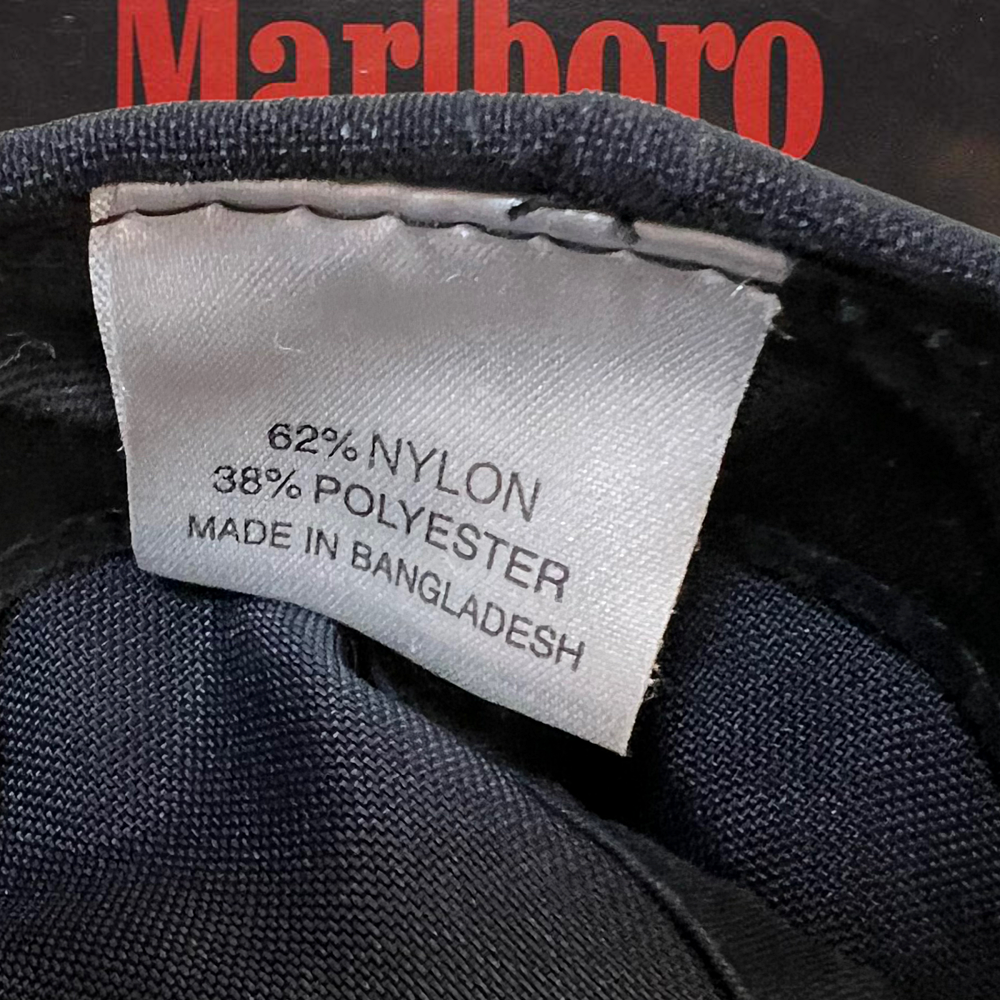 Marlboro
62% NYLON
38% POLYESTER
MADE IN BANGLADESH